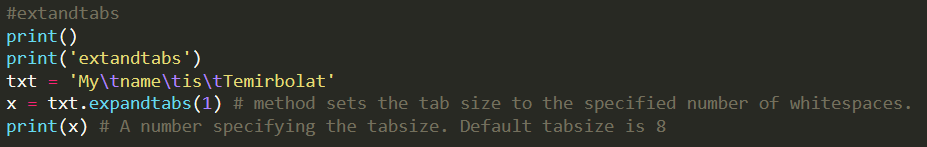 #extandtabs
print()
print('extandtabs')
txt = 'My\tname\tis\tTemirbolat'
x = txt.expandtabs(1) # method sets the tab size to the specified number of whitespaces.
print(x) # A number specifying the tabsize. Default tabsize is 8